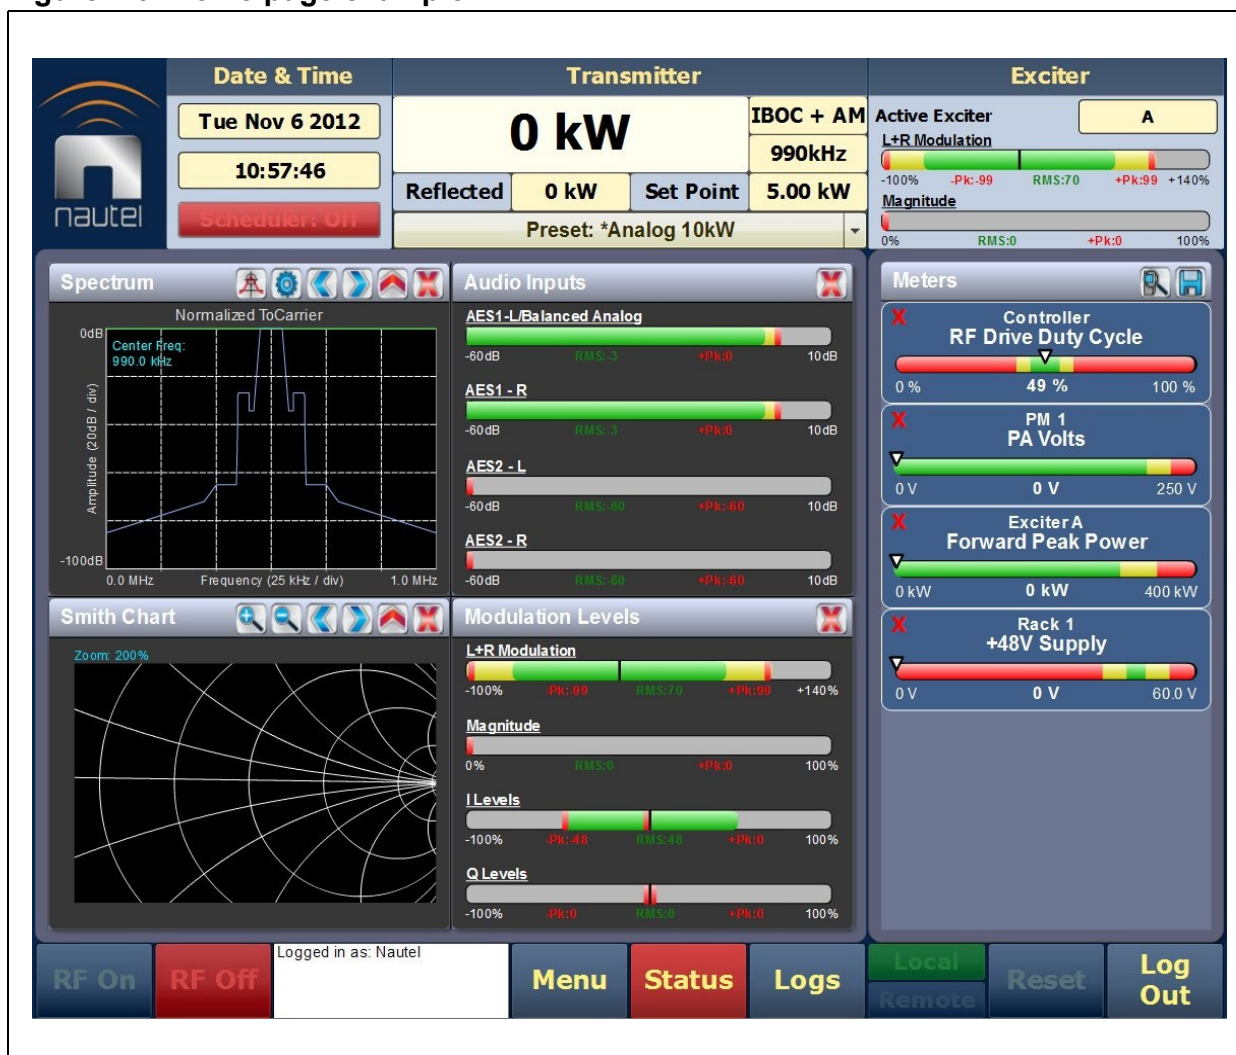 Date & Time
Transmitter
Exciter
Tue Nov 6 2012
10:57:46
Scheduler: Off
nautel
0 kW
IBOC + AM
990kHz
Reflected 0 kW Set Point 5.00 kW
Preset: *Analog 10kW
Active Exciter A
L+R Modulation
-100% -Pk:-99 RMS:70 +Pk:99 +140%
Magnitude
0% RMS:0 +Pk:0 100%
Spectrum
Normalized ToCarrier
0dB
Center Freq:
990.0 kHz
Amplitude (20dB / div)
-100dB
0.0 MHz Frequency (25 kHz / div) 1.0 MHz
Audio Inputs
AES1-L/Balanced Analog
-60dB RMS:-3 +Pk:0 10dB
AES1 - R
-60dB RMS:-3 +Pk:0 10dB
AES2 - L
-60dB RMS:-60 +Pk:-60 10dB
AES2 - R
-60dB RMS:-60 +Pk:-60 10dB
Smith Chart
Zoom: 200%
Modulation Levels
L+R Modulation
-100% -Pk:-99 RMS:70 +Pk:99 +140%
Magnitude
0% RMS:0 +Pk:0 100%
I Levels
-100% -Pk:-48 RMS:48 +Pk:0 100%
Q Levels
-100% -Pk:0 RMS:0 +Pk:0 100%
Meters
X Controller
RF Drive Duty Cycle
0 % 49 % 100 %
X PM 1
PA Volts
0 V 0 V 250 V
X Exciter A
Forward Peak Power
0 kW 0 kW 400 kW
X Rack 1
+48V Supply
0 V 0 V 60.0 V
RF On
RF Off
Logged in as: Nautel
Menu
Status
Logs
Local
Remote
Reset
Log
Out